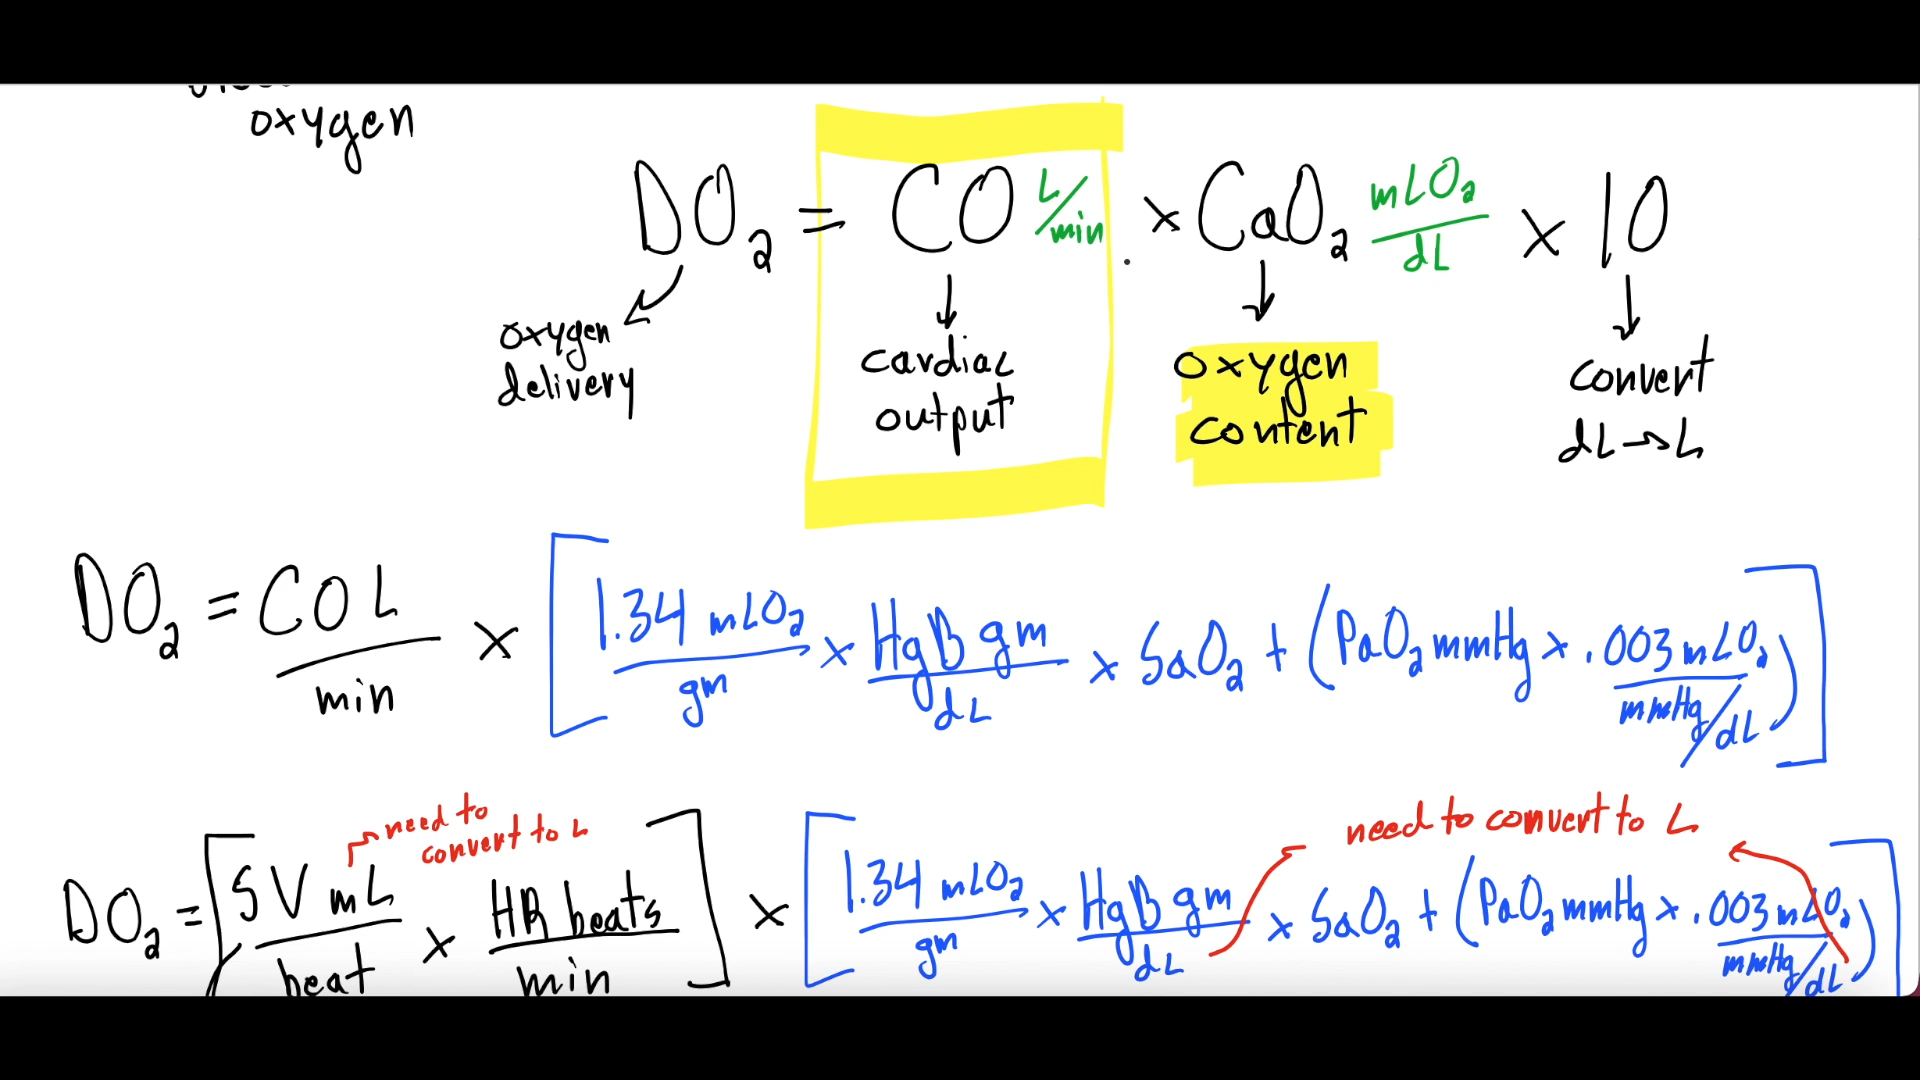 oxygen
DO₂ = CO L/min × CaO₂ mLO₂/dL × 10
oxygen
delivery
cardiac
output
oxygen
content
convert
dL → L
DO₂ = CO L/min × [1.34 mLO₂/gm × HgB gm/dL × SaO₂ + (PaO₂ mmHg × .003 mLO₂/mmHg/dL)]
need to
convert to L
need to convert to L
DO₂ = [SV mL/beat × HR beats/min] × [1.34 mLO₂/gm × HgB gm/dL × SaO₂ + (PaO₂ mmHg × .003 mLO₂/mmHg/dL)]